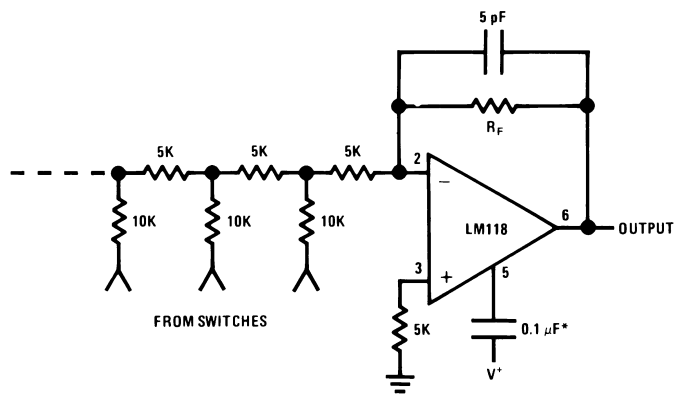 5 pF
R_F
5K
5K
5K
2
10K
10K
10K
−
LM118
6
OUTPUT
3
+
5
FROM SWITCHES
5K
0.1 μF*
V⁺